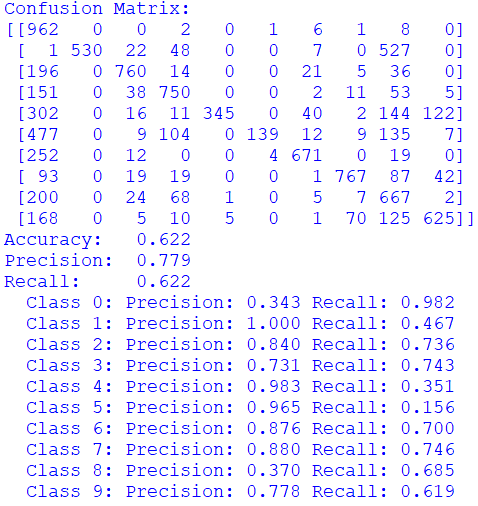 Confusion Matrix:
[[962   0   0   2   0   1   6   1   8   0]
 [  1 530  22  48   0   0   7   0 527   0]
 [196   0 760  14   0   0  21   5  36   0]
 [151   0  38 750   0   0   2  11  53   5]
 [302   0  16  11 345   0  40   2 144 122]
 [477   0   9 104   0 139  12   9 135   7]
 [252   0  12   0   0   4 671   0  19   0]
 [ 93   0  19  19   0   0   1 767  87  42]
 [200   0  24  68   1   0   5   7 667   2]
 [168   0   5  10   5   0   1  70 125 625]]
Accuracy:   0.622
Precision:  0.779
Recall:     0.622
  Class 0: Precision: 0.343 Recall: 0.982
  Class 1: Precision: 1.000 Recall: 0.467
  Class 2: Precision: 0.840 Recall: 0.736
  Class 3: Precision: 0.731 Recall: 0.743
  Class 4: Precision: 0.983 Recall: 0.351
  Class 5: Precision: 0.965 Recall: 0.156
  Class 6: Precision: 0.876 Recall: 0.700
  Class 7: Precision: 0.880 Recall: 0.746
  Class 8: Precision: 0.370 Recall: 0.685
  Class 9: Precision: 0.778 Recall: 0.619